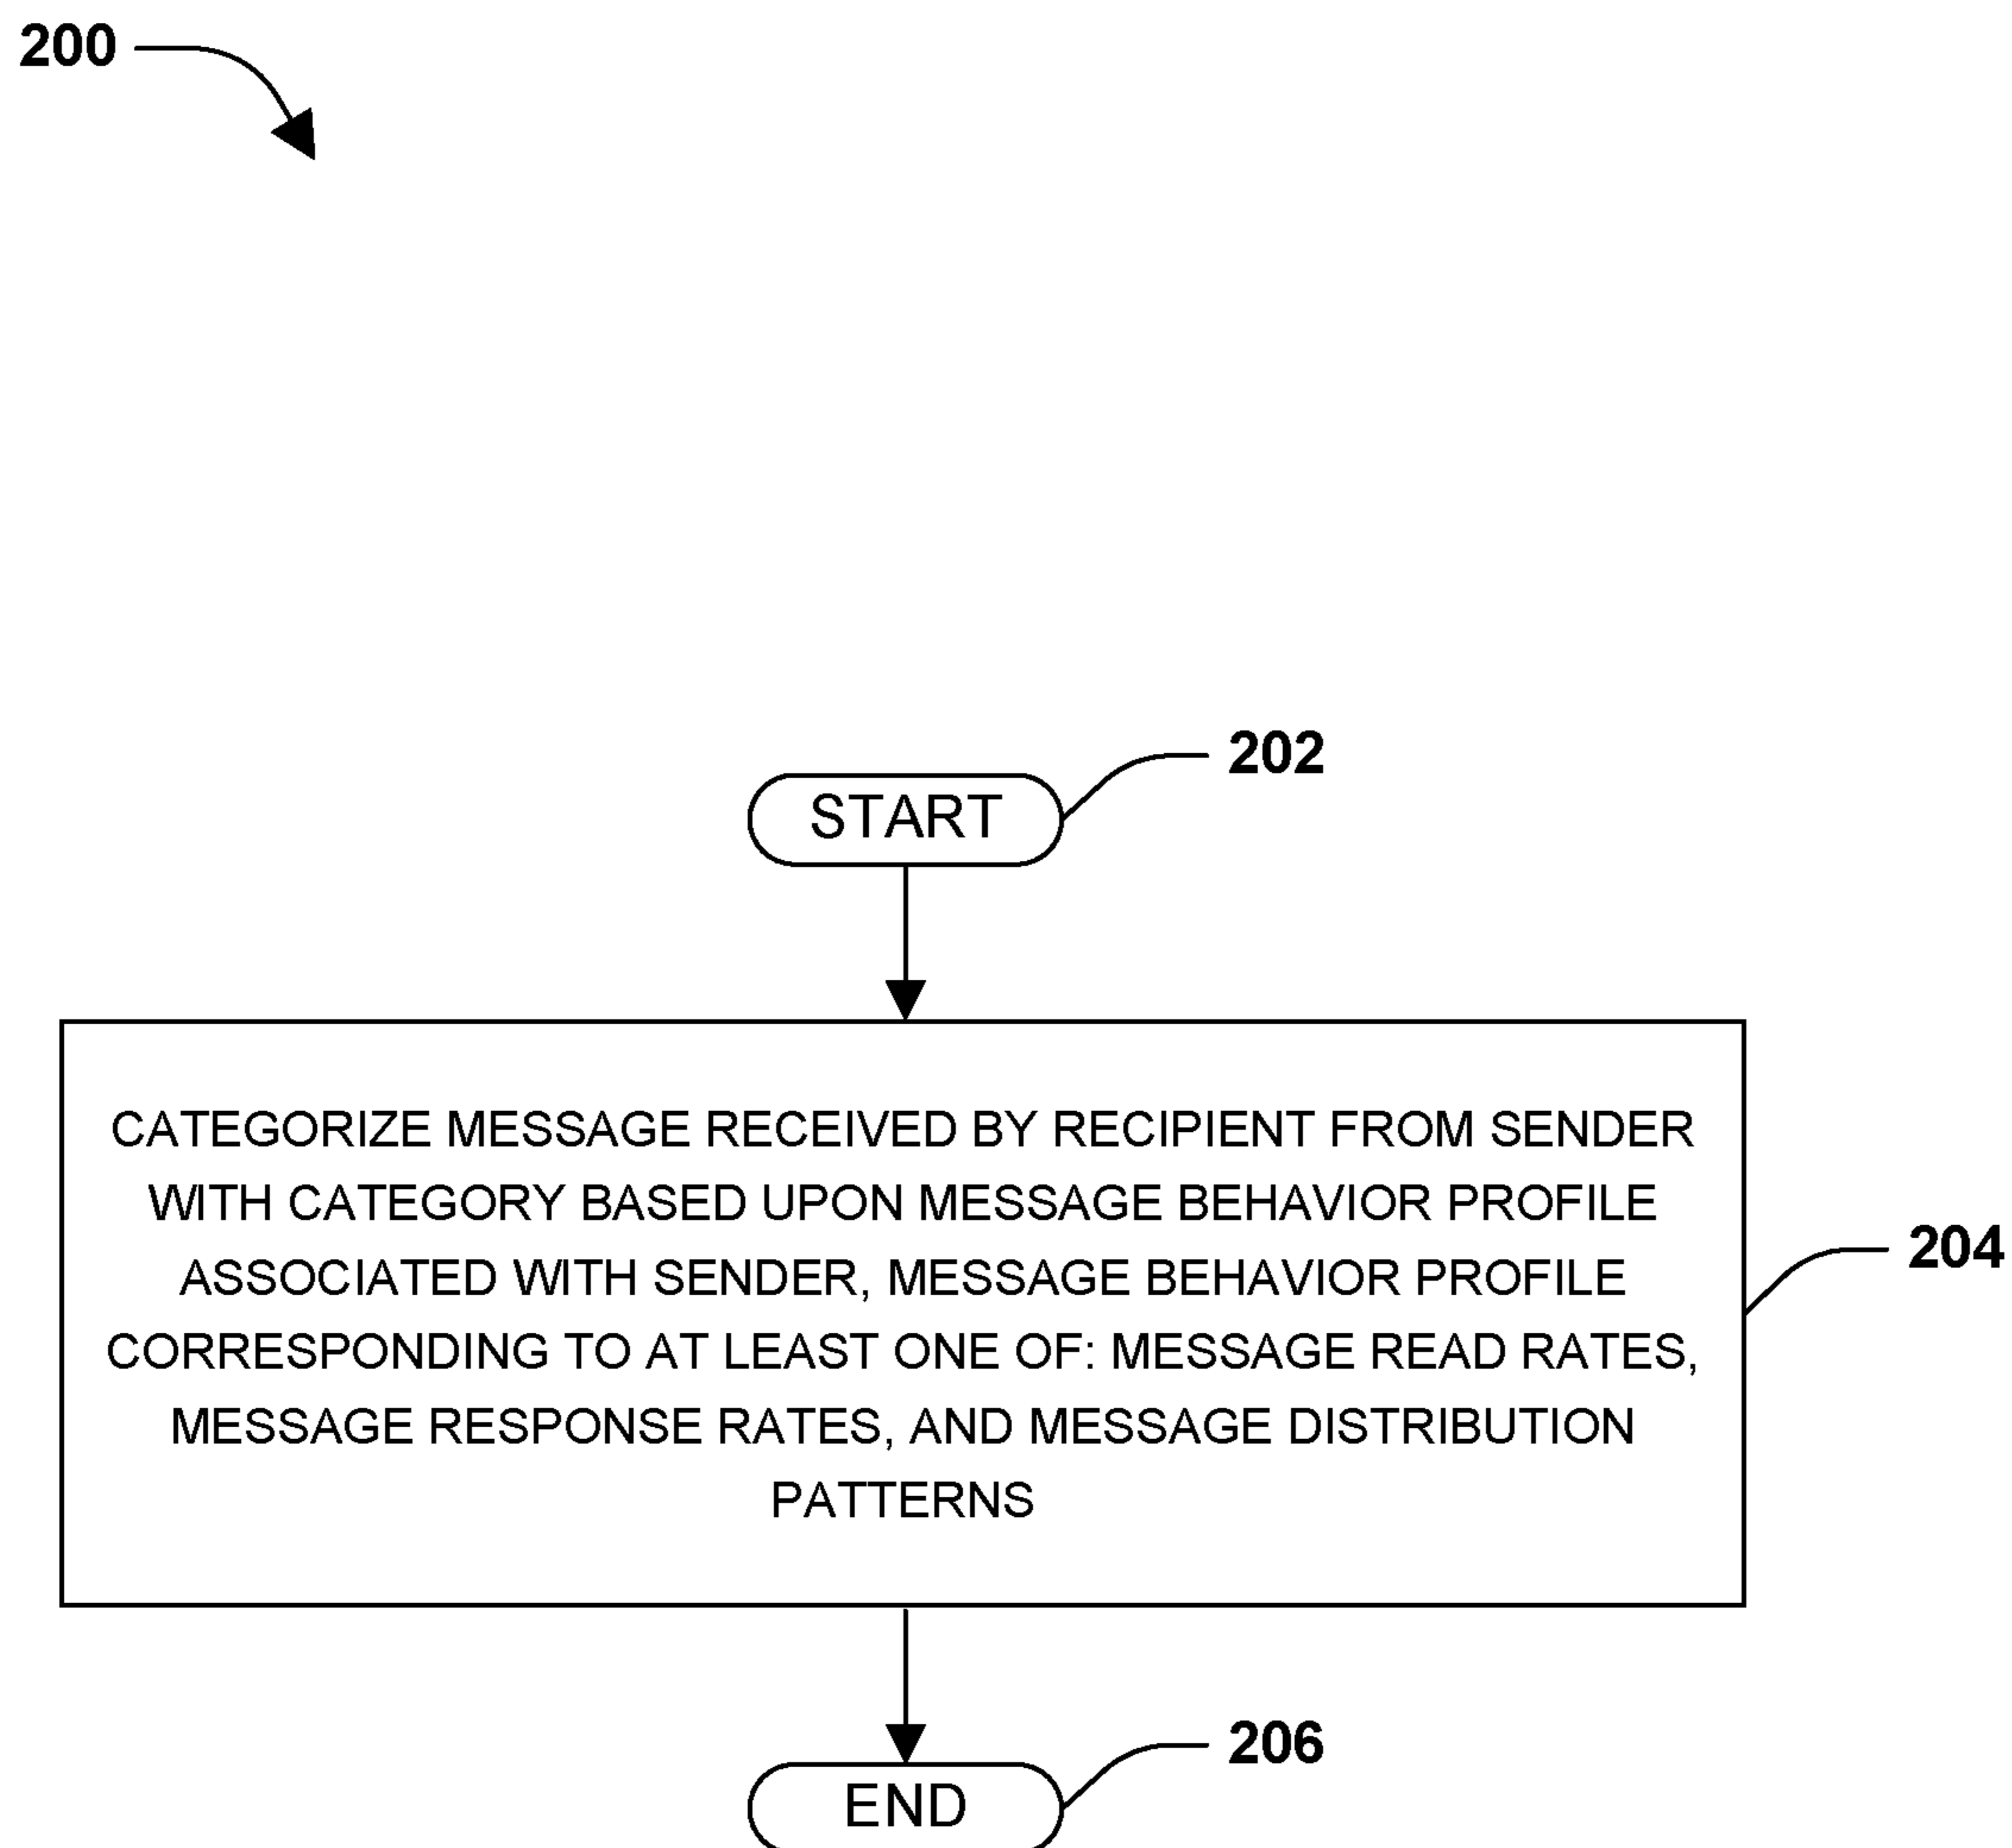 200
202
START
CATEGORIZE MESSAGE RECEIVED BY RECIPIENT FROM SENDER
WITH CATEGORY BASED UPON MESSAGE BEHAVIOR PROFILE
ASSOCIATED WITH SENDER, MESSAGE BEHAVIOR PROFILE
CORRESPONDING TO AT LEAST ONE OF: MESSAGE READ RATES,
MESSAGE RESPONSE RATES, AND MESSAGE DISTRIBUTION
PATTERNS
204
206
END